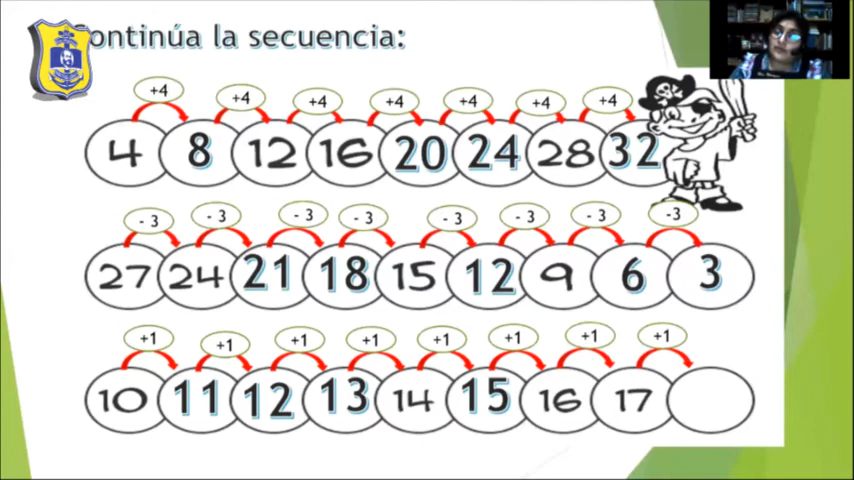 Continúa la secuencia:
+4 +4 +4 +4 +4 +4 +4
4 8 12 16 20 24 28 32
- 3 - 3 - 3 - 3 - 3 - 3 - 3 -3
27 24 21 18 15 12 9 6 3
+1 +1 +1 +1 +1 +1 +1 +1
10 11 12 13 14 15 16 17